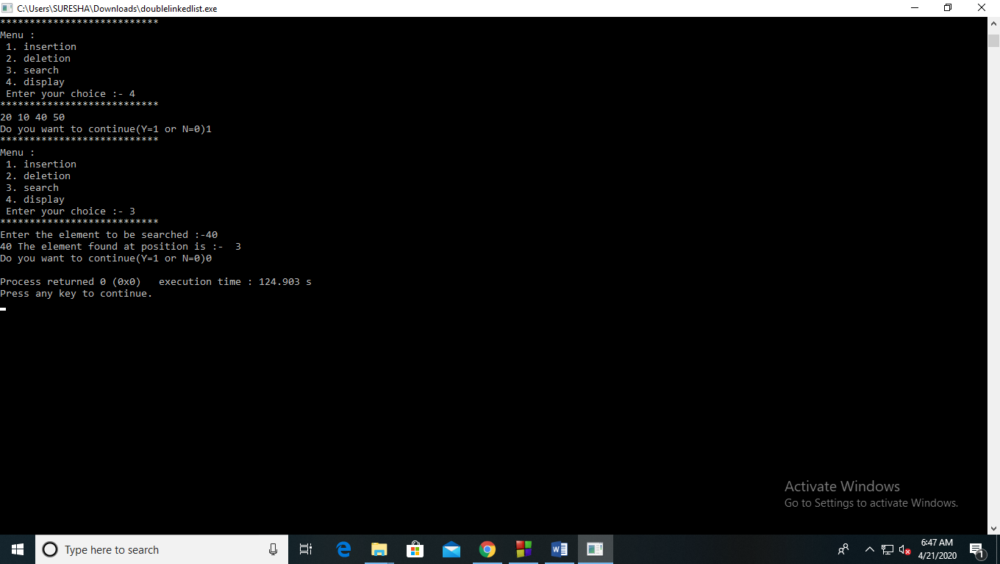 C:\Users\SURESHA\Downloads\doublelinkedlist.exe
***************************
Menu :
 1. insertion
 2. deletion
 3. search
 4. display
 Enter your choice :- 4
***************************
20 10 40 50
Do you want to continue(Y=1 or N=0)1
***************************
Menu :
 1. insertion
 2. deletion
 3. search
 4. display
 Enter your choice :- 3
***************************
Enter the element to be searched :-40
40 The element found at position is :-  3
Do you want to continue(Y=1 or N=0)0
Process returned 0 (0x0)   execution time : 124.903 s
Press any key to continue.
Activate Windows
Go to Settings to activate Windows.
Type here to search
6:47 AM
4/21/2020
1